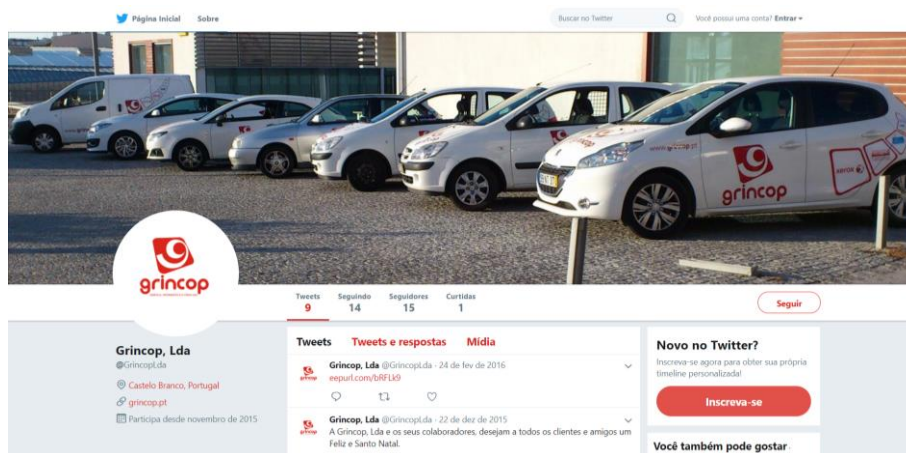 Página Inicial Sobre
Buscar no Twitter
Você possui uma conta? Entrar
grincop
www.grincop.pt
XEROX
grincop
Tweets Seguindo Seguidores Curtidas
9 14 15 1
Seguir
Grincop, Lda
@GrincopLda
Castelo Branco, Portugal
grincop.pt
Participa desde novembro de 2015
Tweets Tweets e respostas Mídia
Grincop, Lda @GrincopLda · 24 de fev de 2016
eepurl.com/bRFLk9
Grincop, Lda @GrincopLda · 22 de dez de 2015
A Grincop, Lda e os seus colaboradores, desejam a todos os clientes e amigos um
Feliz e Santo Natal.
Novo no Twitter?
Inscreva-se agora para obter sua própria
timeline personalizada!
Inscreva-se
Você também pode gostar